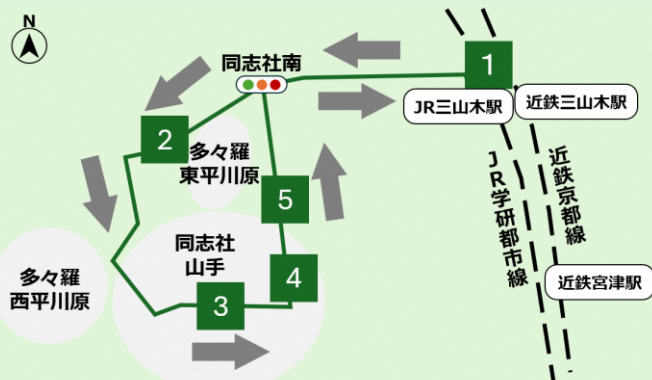 N
同志社南
1
JR三山木駅
近鉄三山木駅
2
多々羅
東平川原
5
同志社
山手
4
3
多々羅
西平川原
JR学研都市線
近鉄京都線
近鉄宮津駅